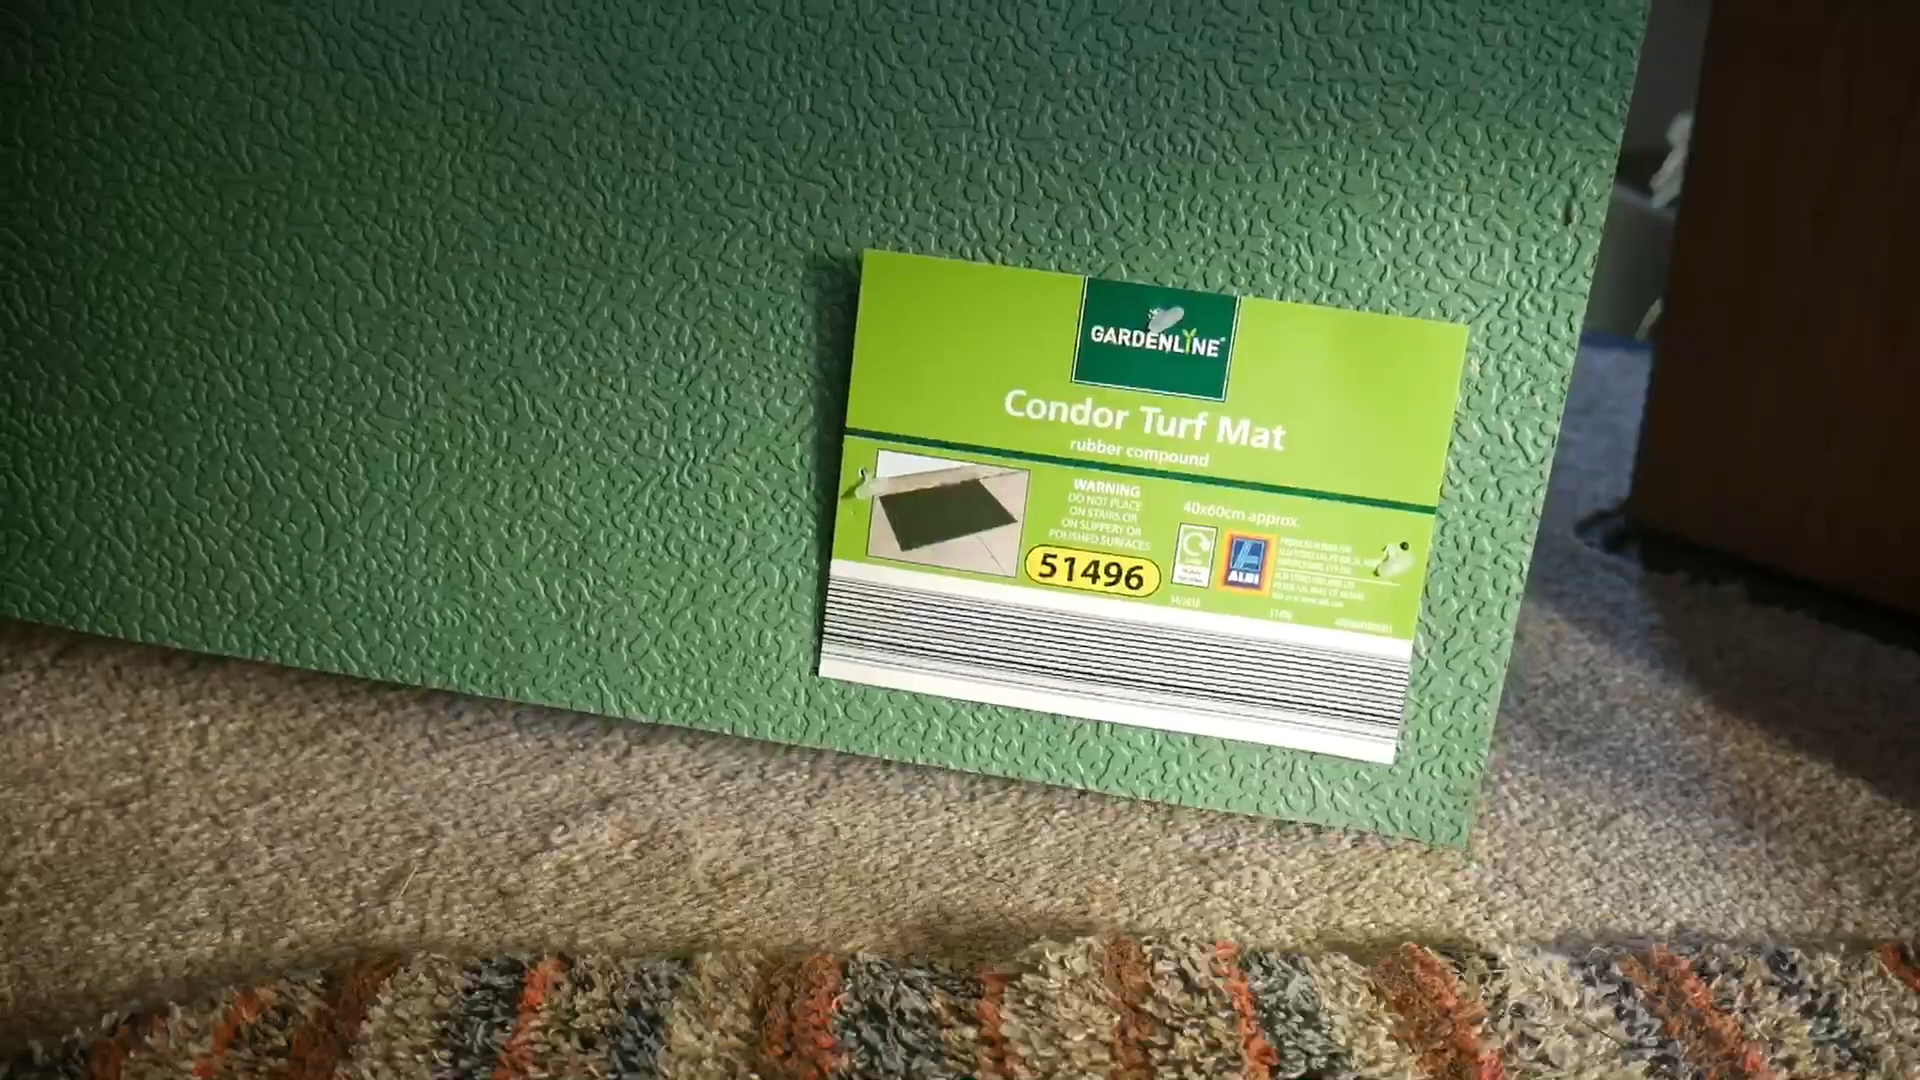 GARDENLINE
Condor Turf Mat
rubber compound
WARNING
DO NOT PLACE
ON STAIRS OR
ON SLIPPERY OR
POLISHED SURFACES
51496
40x60cm approx.
ALDI